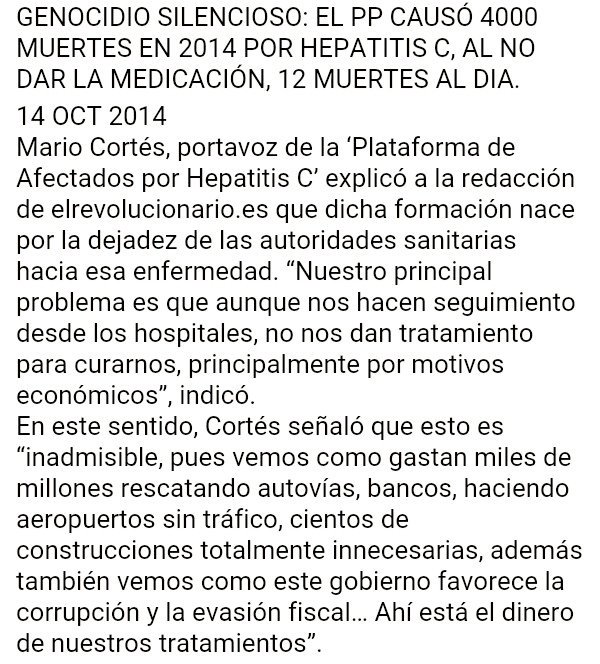 GENOCIDIO SILENCIOSO: EL PP CAUSÓ 4000
MUERTES EN 2014 POR HEPATITIS C, AL NO
DAR LA MEDICACIÓN, 12 MUERTES AL DIA.
14 OCT 2014
Mario Cortés, portavoz de la ‘Plataforma de
Afectados por Hepatitis C’ explicó a la redacción
de elrevolucionario.es que dicha formación nace
por la dejadez de las autoridades sanitarias
hacia esa enfermedad. “Nuestro principal
problema es que aunque nos hacen seguimiento
desde los hospitales, no nos dan tratamiento
para curarnos, principalmente por motivos
económicos”, indicó.
En este sentido, Cortés señaló que esto es
“inadmisible, pues vemos como gastan miles de
millones rescatando autovías, bancos, haciendo
aeropuertos sin tráfico, cientos de
construcciones totalmente innecesarias, además
también vemos como este gobierno favorece la
corrupción y la evasión fiscal… Ahí está el dinero
de nuestros tratamientos”.